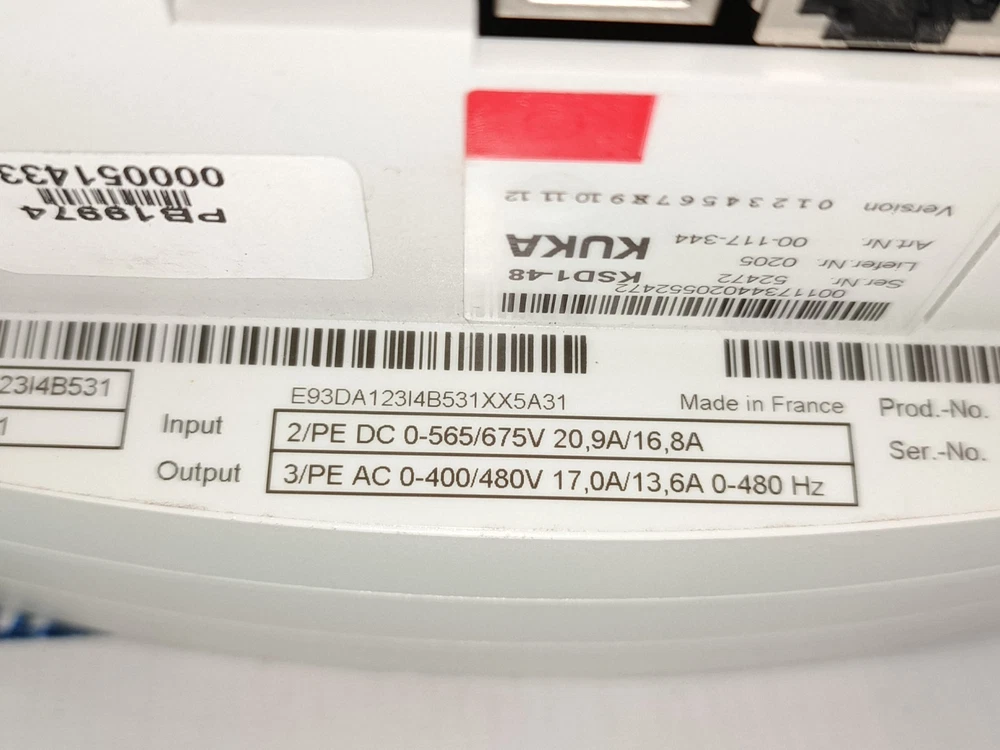 E93DA123I4B531XX5A31
Made in France
23I4B531
1
Input 2/PE DC 0-565/675V 20,9A/16,8A
Output 3/PE AC 0-400/480V 17,0A/13,6A 0-480 Hz
Prod.-No.
Ser.-No.
00117344020552472
Ser.Nr. 52472 KSD1-48
Liefer.Nr. 0205
Art.Nr. 00-117-344 KUKA
Version 0 1 2 3 4 5 6 7 8 9 10 11 12
PB19974
000051433